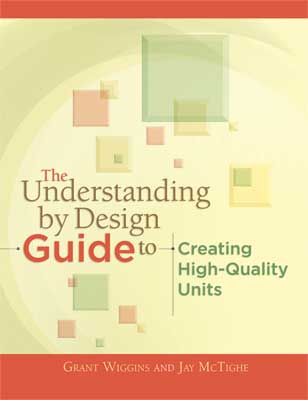 The
Understanding
by Design
Guide to
Creating
High-Quality
Units
Grant Wiggins and Jay McTighe